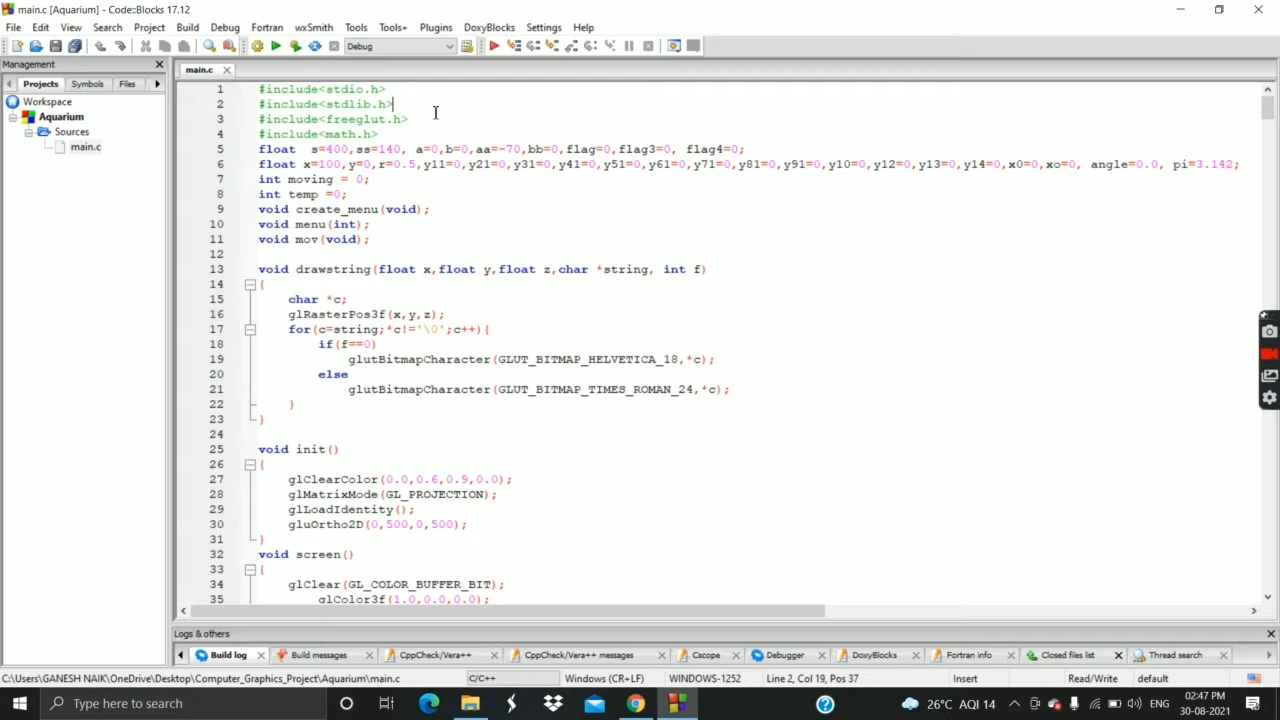 main.c [Aquarium] - Code::Blocks 17.12
File Edit View Search Project Build Debug Fortran wxSmith Tools Tools+ Plugins DoxyBlocks Settings Help
Debug
Management
Projects Symbols Files
Workspace
Aquarium
Sources
main.c
main.c
1 #include<stdio.h>
2 #include<stdlib.h>
3 #include<freeglut.h>
4 #include<math.h>
5 float s=400,ss=140, a=0,b=0,aa=-70,bb=0,flag=0,flag3=0, flag4=0;
6 float x=100,y=0,r=0.5,y11=0,y21=0,y31=0,y41=0,y51=0,y61=0,y71=0,y81=0,y91=0,y10=0,y12=0,y13=0,y14=0,x0=0,xo=0, angle=0.0, pi=3.142;
7 int moving = 0;
8 int temp =0;
9 void create_menu(void);
10 void menu(int);
11 void mov(void);
12
13 void drawstring(float x,float y,float z,char *string, int f)
14 {
15 char *c;
16 glRasterPos3f(x,y,z);
17 for(c=string;*c!='\0';c++){
18 if(f==0)
19 glutBitmapCharacter(GLUT_BITMAP_HELVETICA_18,*c);
20 else
21 glutBitmapCharacter(GLUT_BITMAP_TIMES_ROMAN_24,*c);
22 }
23 }
24
25 void init()
26 {
27 glClearColor(0.0,0.6,0.9,0.0);
28 glMatrixMode(GL_PROJECTION);
29 glLoadIdentity();
30 gluOrtho2D(0,500,0,500);
31 }
32 void screen()
33 {
34 glClear(GL_COLOR_BUFFER_BIT);
35 glColor3f(1.0,0.0,0.0);
Logs & others
Build log Build messages CppCheck/Vera++ CppCheck/Vera++ messages Cscope Debugger DoxyBlocks Fortran info Closed files list Thread search
C:\Users\GANESH NAIK\OneDrive\Desktop\Computer_Graphics_Project\Aquarium\main.c C/C++ Windows (CR+LF) WINDOWS-1252 Line 2, Col 19, Pos 37 Insert Read/Write default
Type here to search
26°C AQI 14 ENG
02:47 PM
30-08-2021